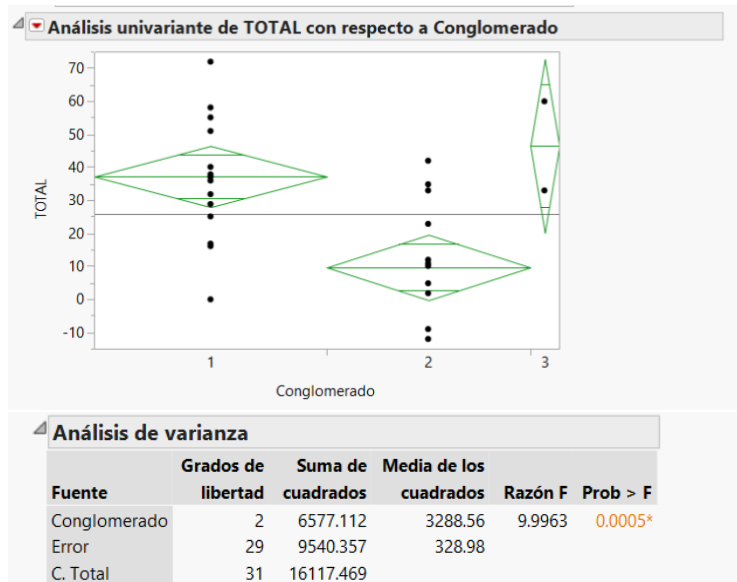 Análisis univariante de TOTAL con respecto a Conglomerado
70
60
50
40
30
20
10
0
-10
TOTAL
1 2 3
Conglomerado
Análisis de varianza
Grados de Suma de Media de los
Fuente libertad cuadrados cuadrados Razón F Prob > F
Conglomerado 2 6577.112 3288.56 9.9963 0.0005*
Error 29 9540.357 328.98
C. Total 31 16117.469